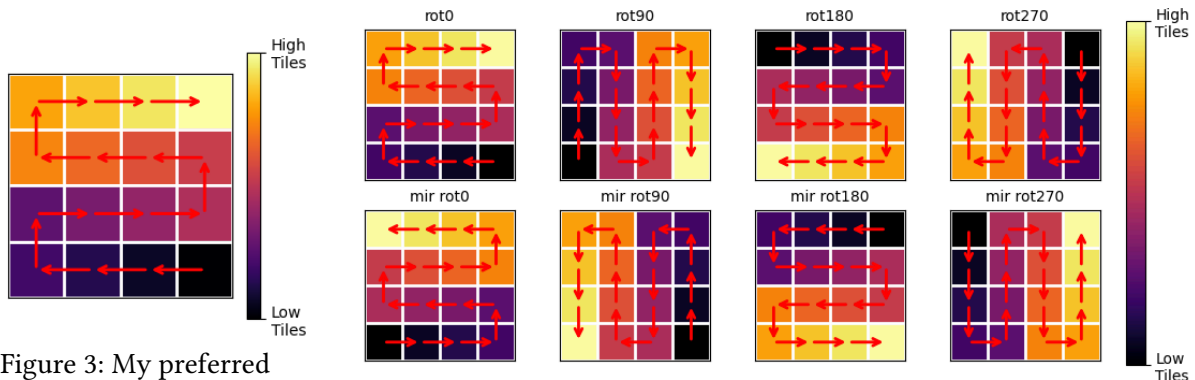 High
Tiles
Low
Tiles
Figure 3: My preferred
rot0
rot90
rot180
rot270
mir rot0
mir rot90
mir rot180
mir rot270
High
Tiles
Low
Tiles